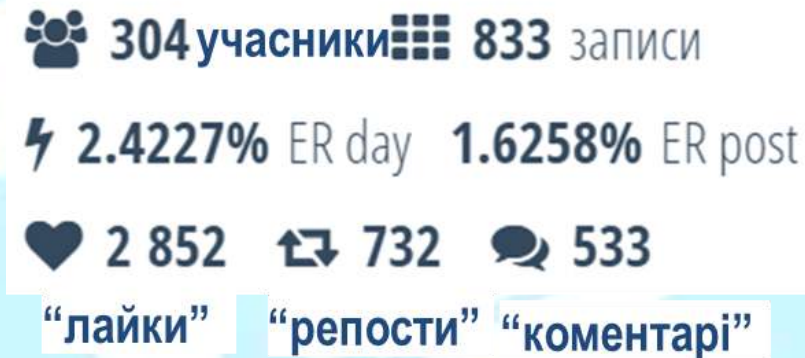 304 учасники 833 записи
2.4227% ER day 1.6258% ER post
2 852 732 533
“лайки” “репости” “коментарі”